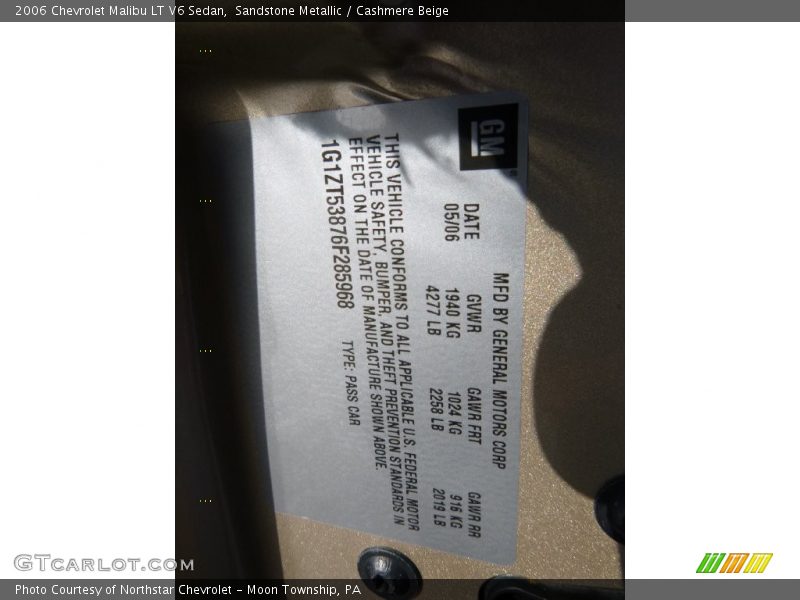 2006 Chevrolet Malibu LT V6 Sedan, Sandstone Metallic / Cashmere Beige
GM
MFD BY GENERAL MOTORS CORP
DATE GVWR GAWR FRT GAWR RR
05/06 1940 KG 1024 KG 916 KG
4277 LB 2258 LB 2019 LB
THIS VEHICLE CONFORMS TO ALL APPLICABLE U.S. FEDERAL MOTOR
VEHICLE SAFETY, BUMPER, AND THEFT PREVENTION STANDARDS IN
EFFECT ON THE DATE OF MANUFACTURE SHOWN ABOVE.
1G1ZT53876F285968 TYPE: PASS CAR
GTcarlot.com
Photo Courtesy of Northstar Chevrolet - Moon Township, PA